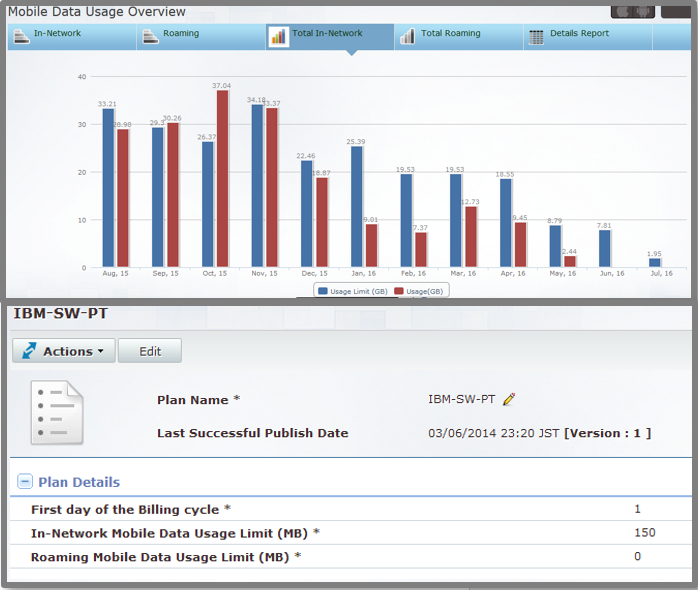 Mobile Data Usage Overview
In-Network Roaming Total In-Network Total Roaming Details Report
40
30
20
10
0
33.21 28.98 29.3 30.26 26.37 37.04 34.18 33.37 22.46 18.87 25.39 9.01 19.53 7.37 19.53 12.73 18.55 9.45 8.79 2.44 7.81 1.95
Aug, 15 Sep, 15 Oct, 15 Nov, 15 Dec, 15 Jan, 16 Feb, 16 Mar, 16 Apr, 16 May, 16 Jun, 16 Jul, 16
Usage Limit (GB) Usage(GB)
IBM-SW-PT
Actions Edit
Plan Name * IBM-SW-PT
Last Successful Publish Date 03/06/2014 23:20 JST [Version : 1 ]
Plan Details
First day of the Billing cycle * 1
In-Network Mobile Data Usage Limit (MB) * 150
Roaming Mobile Data Usage Limit (MB) * 0